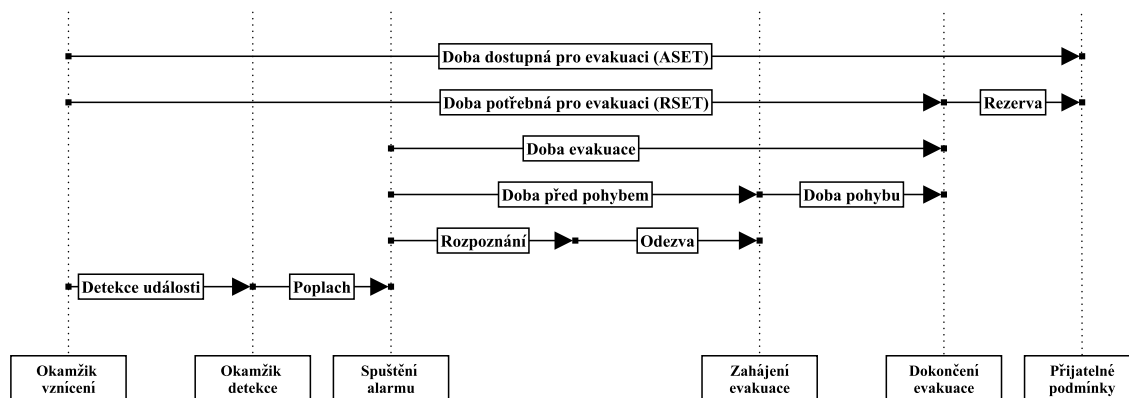 Doba dostupná pro evakuaci (ASET)
Doba potřebná pro evakuaci (RSET)
Rezerva
Doba evakuace
Doba před pohybem
Doba pohybu
Rozpoznání
Odezva
Detekce události
Poplach
Okamžik
vznícení
Okamžik
detekce
Spuštění
alarmu
Zahájení
evakuace
Dokončení
evakuace
Přijatelné
podmínky